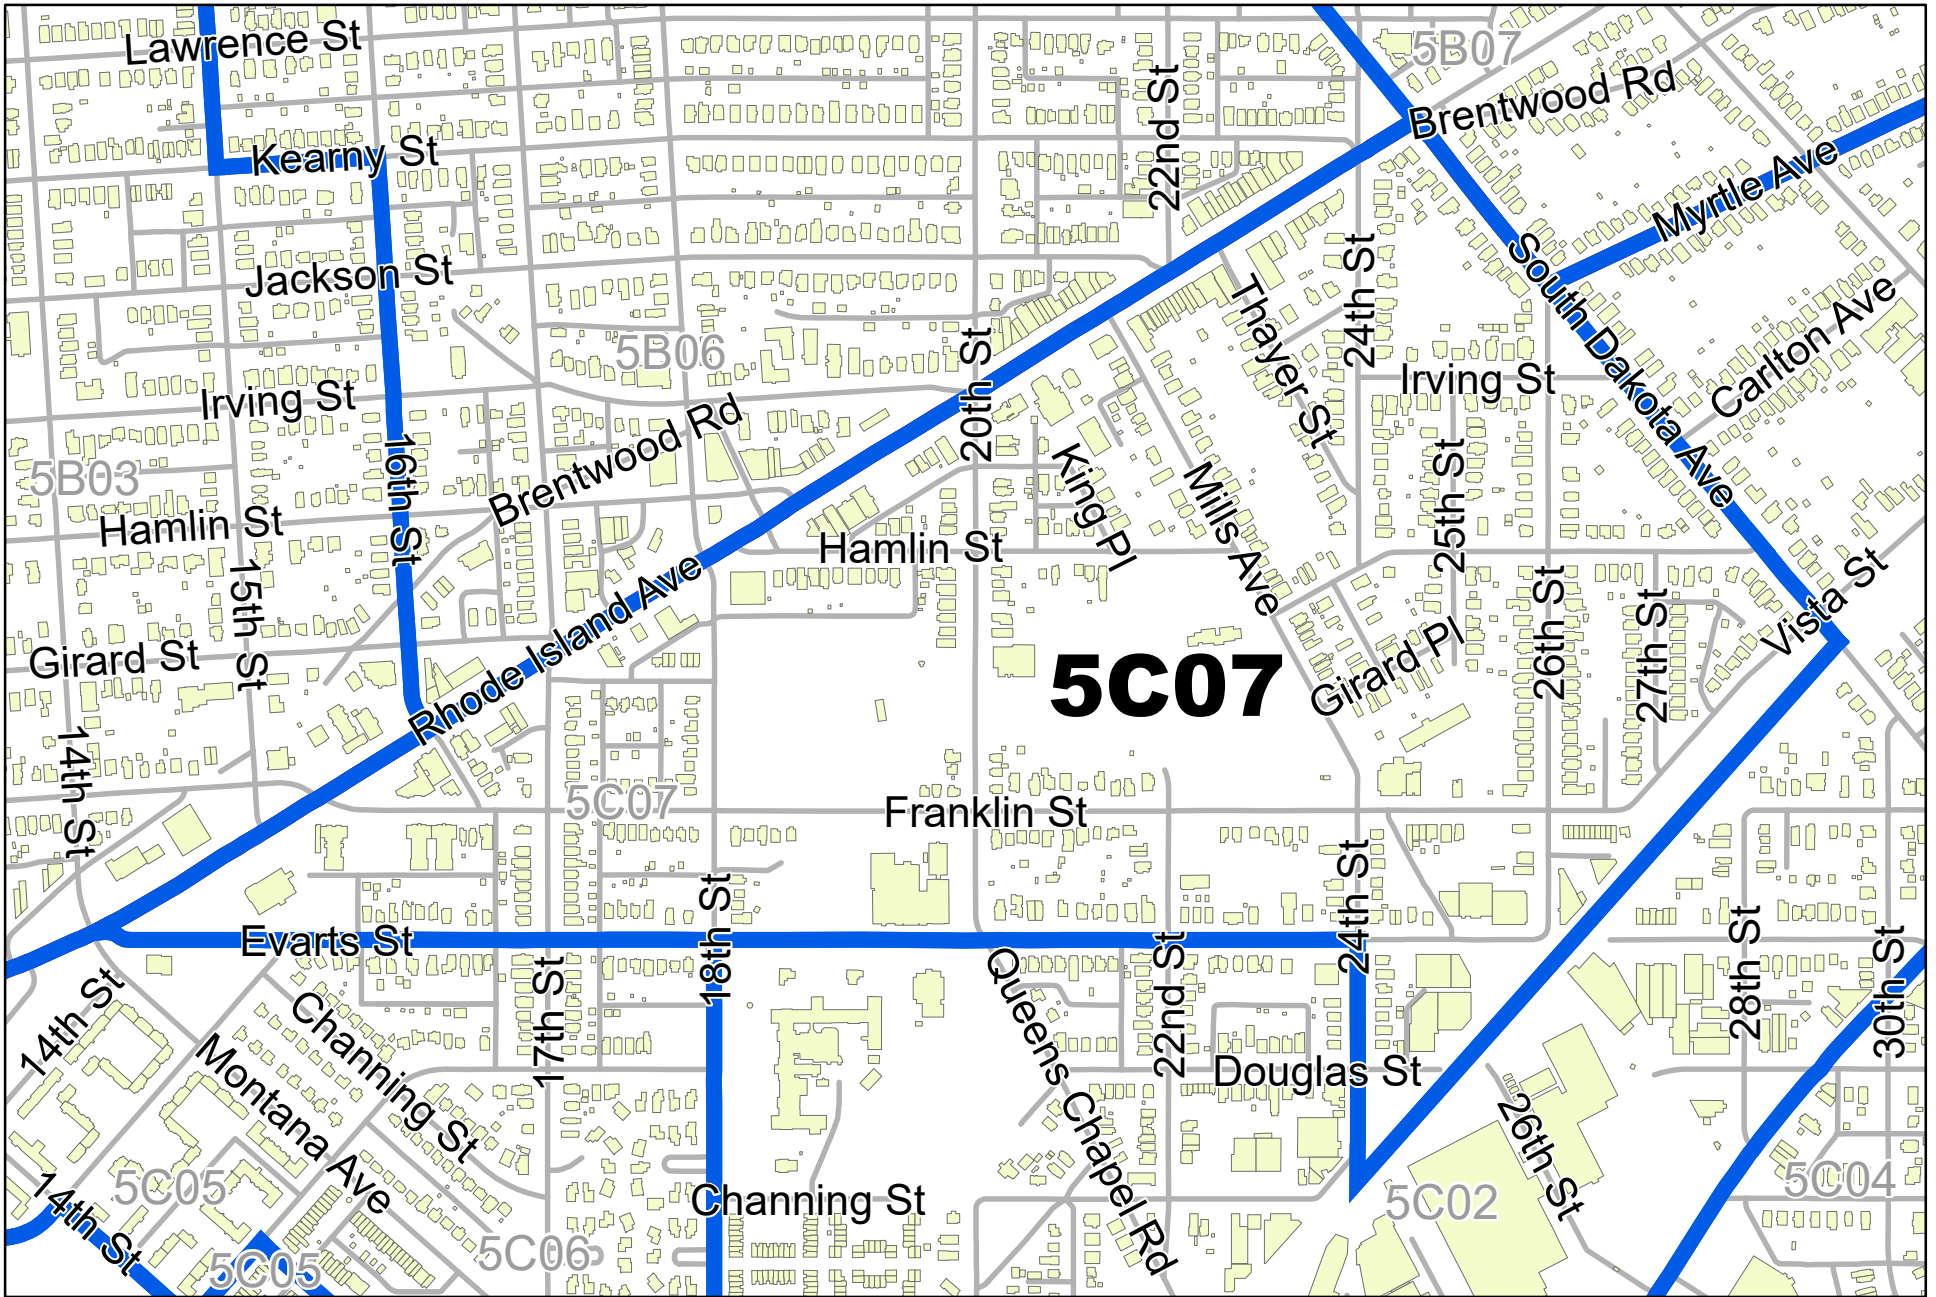 Lawrence St
5B07
Brentwood Rd
22nd St
Kearny St
Myrtle Ave
Jackson St
24th St
South Dakota Ave
Thayer St
Carlton Ave
5B06
20th St
Irving St
Irving St
Brentwood Rd
5B03
16th St
King Pl
Mills Ave
25th St
Hamlin St
Hamlin St
15th St
Rhode Island Ave
Vista St
26th St
27th St
Girard St
Girard Pl
5C07
14th St
5C07
Franklin St
24th St
18th St
Evarts St
28th St
30th St
22nd St
17th St
Queens Chapel Rd
14th St
Channing St
Montana Ave
Douglas St
26th St
5C05
14th St
Channing St
5C02
5C04
5C06
5C05